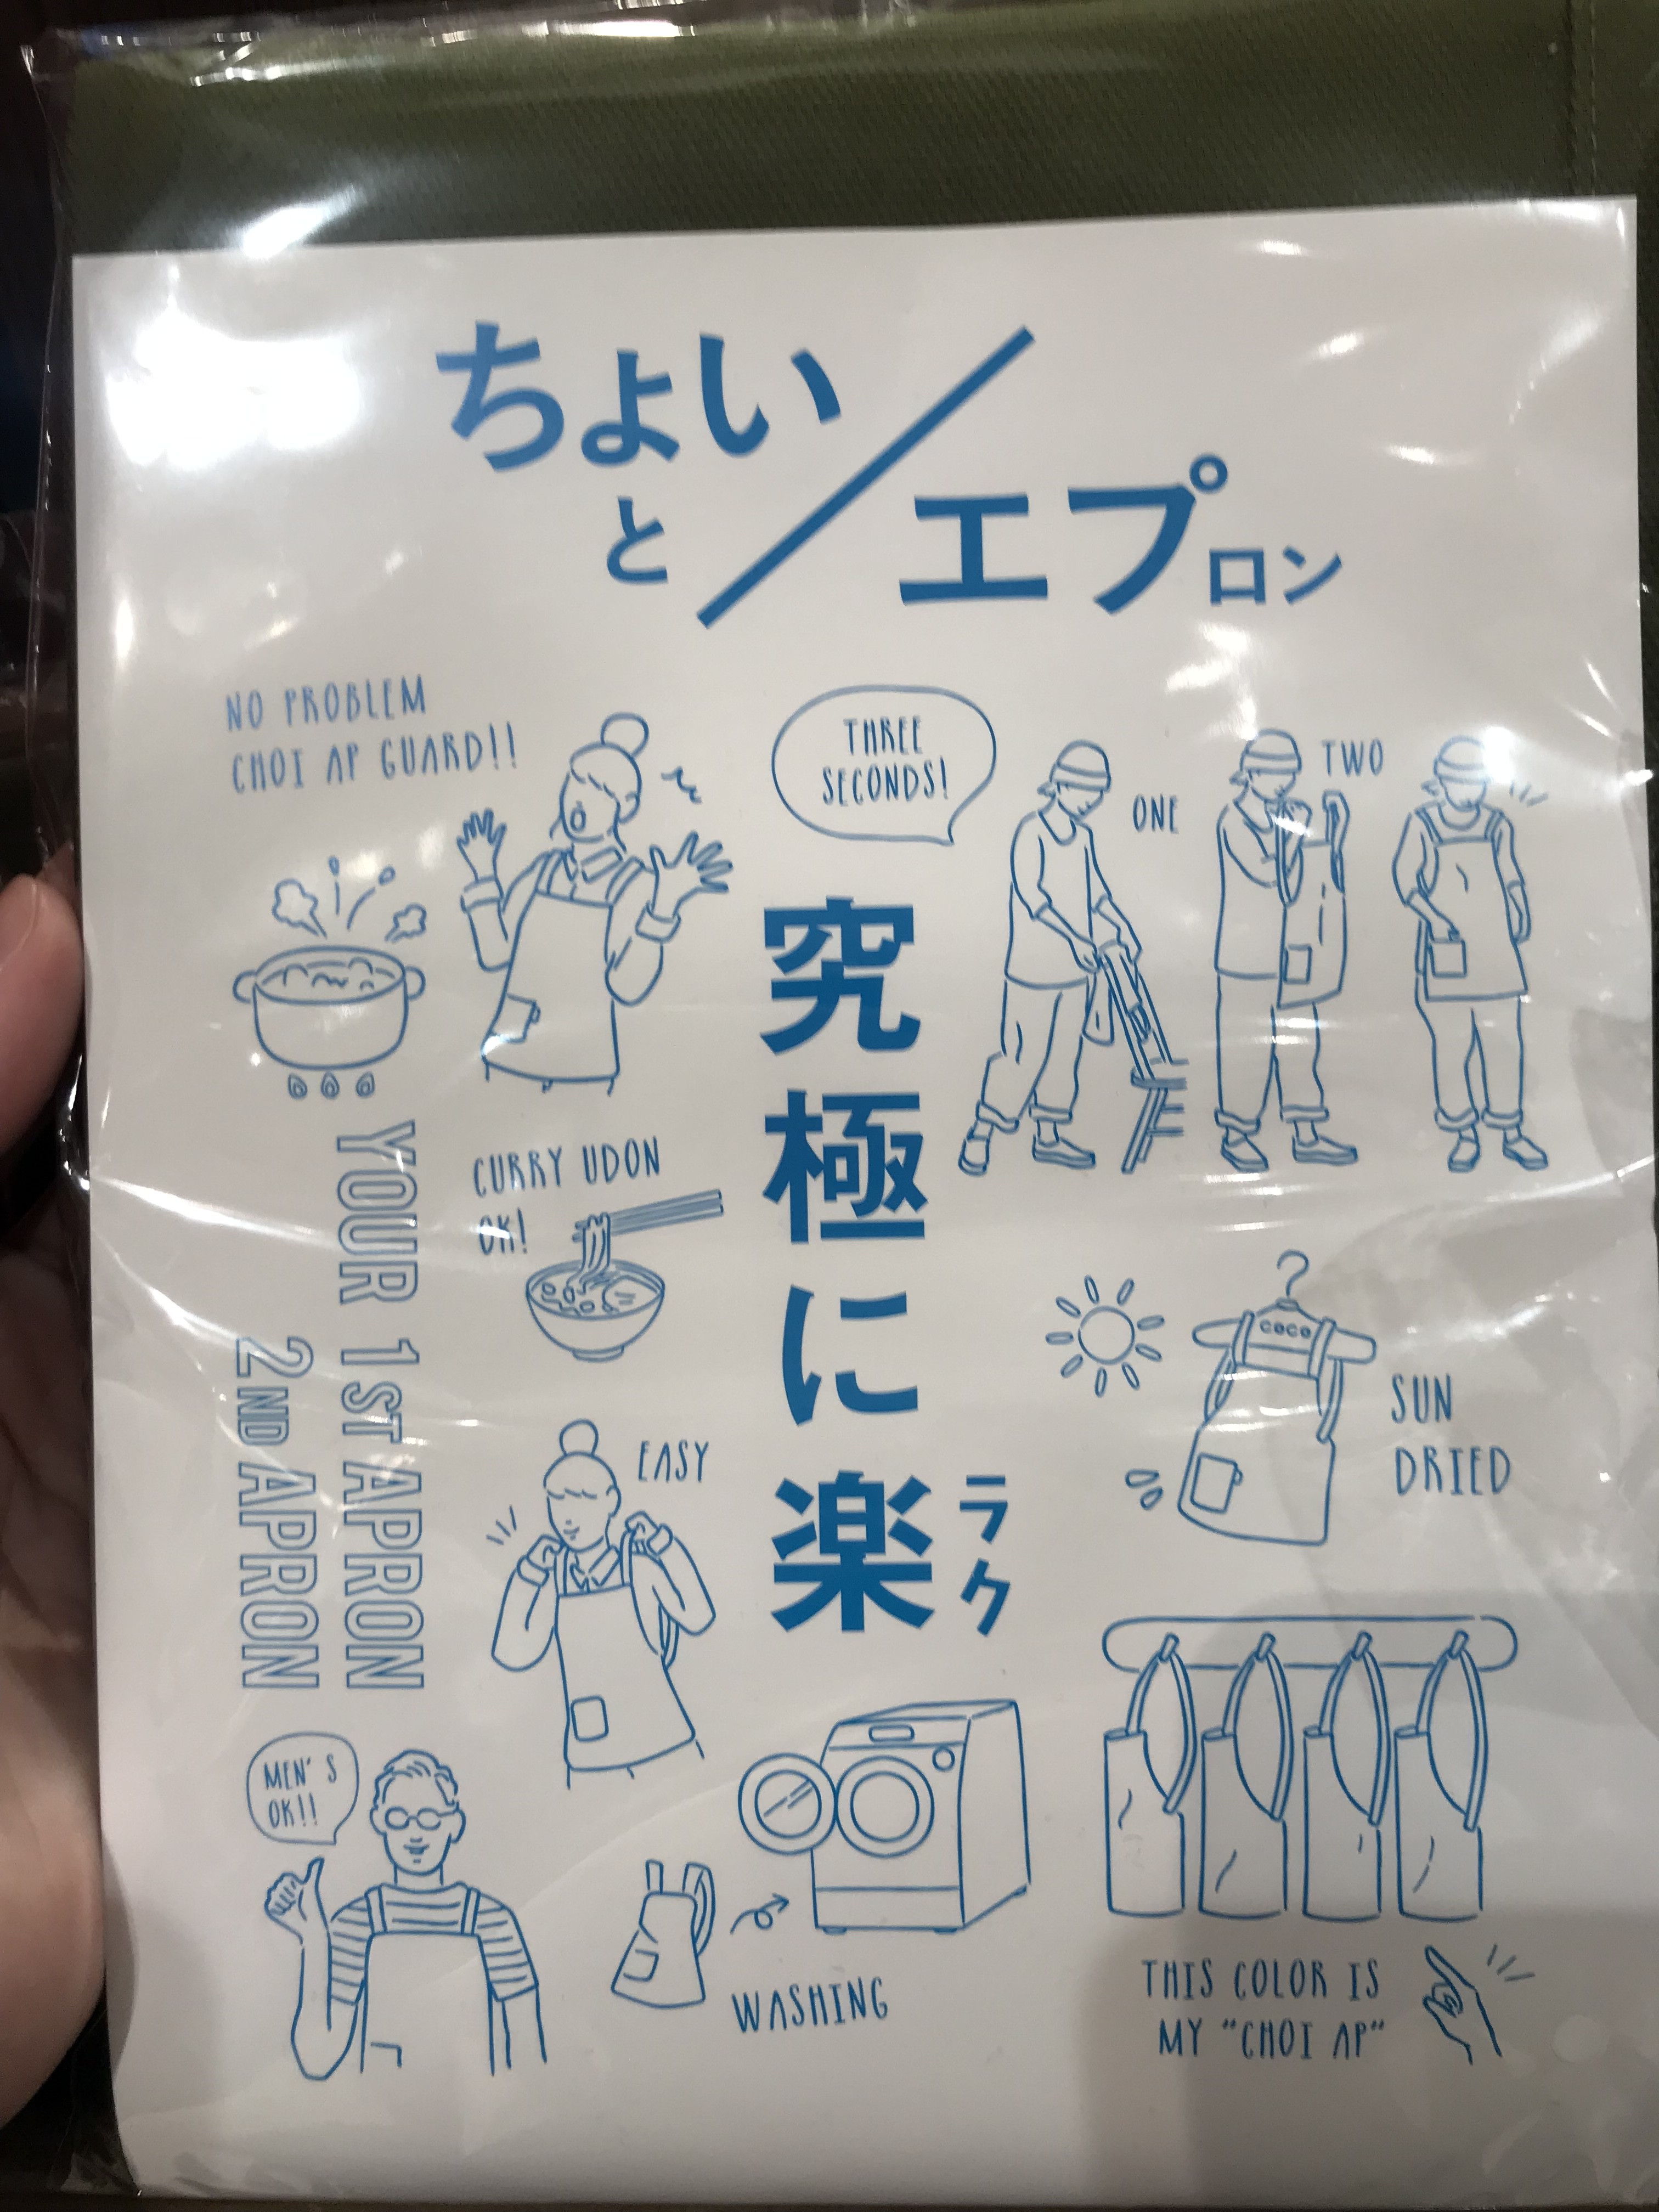 ちょい/エプロン
と
NO PROBLEM
CHOI AP GUARD!!
THREE
SECONDS!
ONE
TWO
究極に楽
ラク
CURRY UDON
OK!
YOUR 1ST APRON
2ND APRON
EASY
COCO
SUN
DRIED
MEN'S
OK!!
WASHING
THIS COLOR IS
MY "CHOI AP"